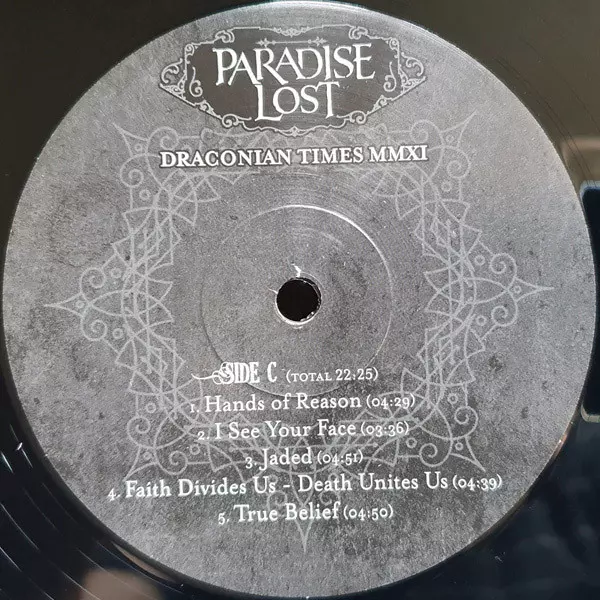 PARADISE
LOST
DRACONIAN TIMES MMXI
SIDE C (TOTAL 22:25)
1. Hands of Reason (04:29)
2. I See Your Face (03:36)
3. Jaded (04:51)
4. Faith Divides Us - Death Unites Us (04:39)
5. True Belief (04:50)